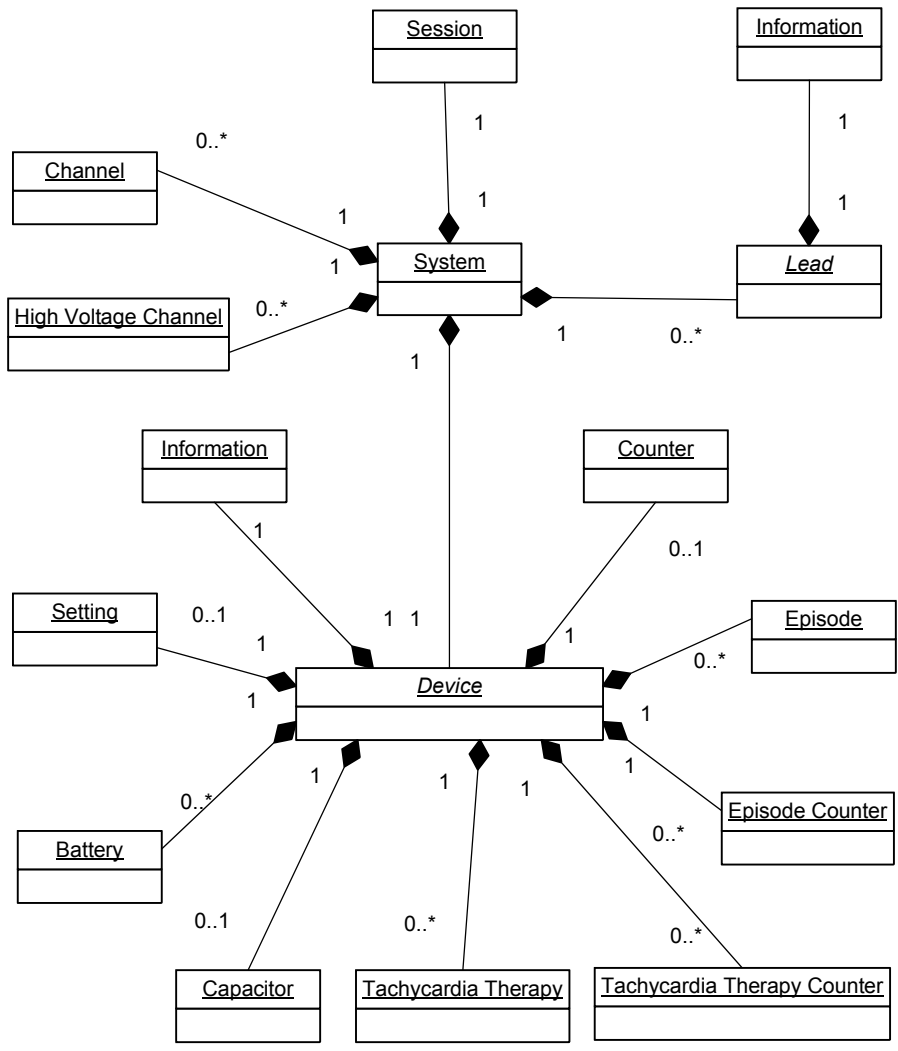 Session
Information
1
1
0..*
Channel
1
1
1
1
System
Lead
0..*
High Voltage Channel
1
0..*
1
Information
Counter
1
0..1
Setting
0..1
1
1
1
1
Episode
0..*
Device
1
1
1
1
1
1
0..*
Episode Counter
0..*
Battery
0..1
0..*
0..*
Capacitor
Tachycardia Therapy
Tachycardia Therapy Counter